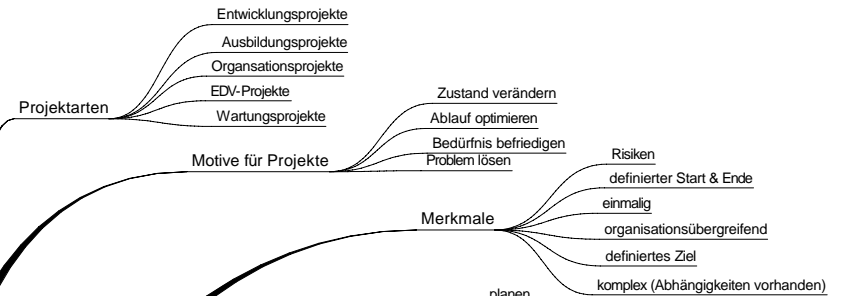 Entwicklungsprojekte
Ausbildungsprojekte
Organsationsprojekte
EDV-Projekte
Wartungsprojekte
Projektarten
Zustand verändern
Ablauf optimieren
Bedürfnis befriedigen
Problem lösen
Motive für Projekte
Risiken
definierter Start & Ende
einmalig
organisationsübergreifend
definiertes Ziel
komplex (Abhängigkeiten vorhanden)
Merkmale
planen